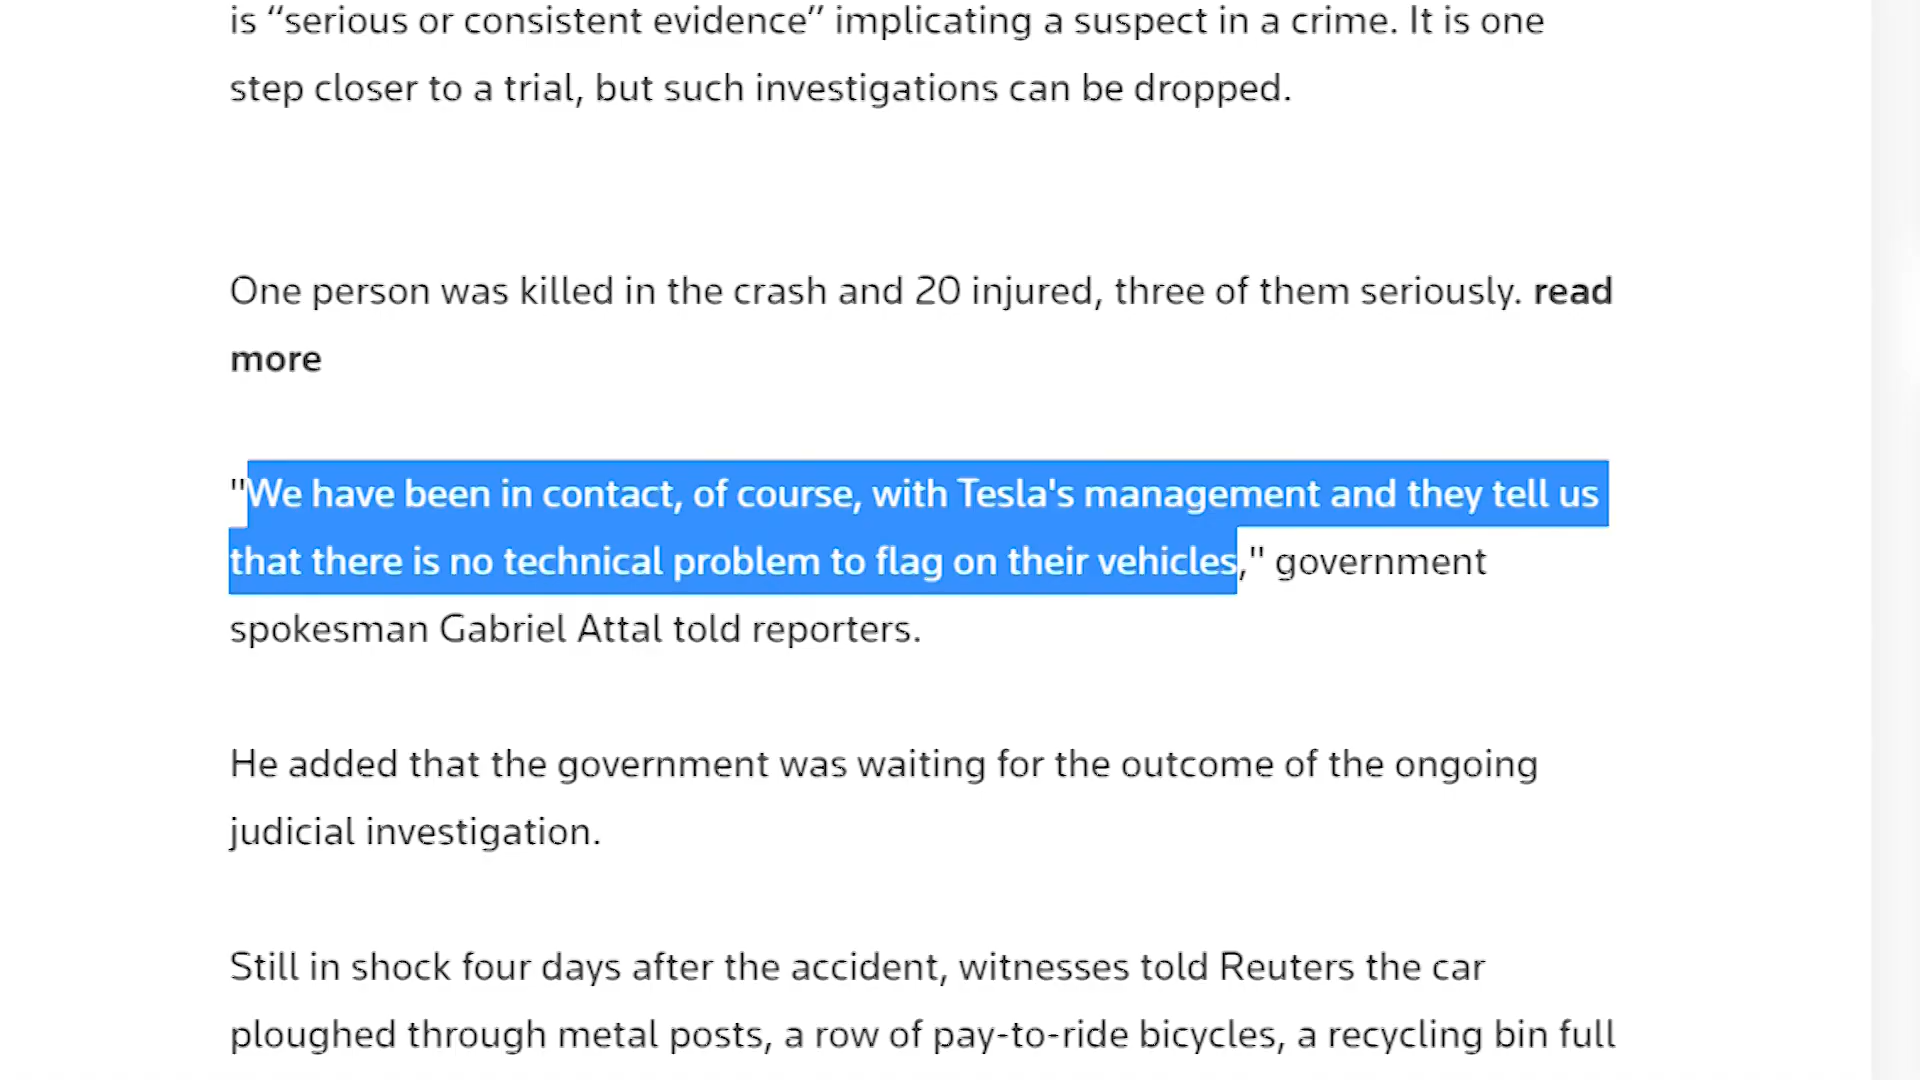 is “serious or consistent evidence” implicating a suspect in a crime. It is one
step closer to a trial, but such investigations can be dropped.
One person was killed in the crash and 20 injured, three of them seriously. read
more
"We have been in contact, of course, with Tesla's management and they tell us
that there is no technical problem to flag on their vehicles," government
spokesman Gabriel Attal told reporters.
He added that the government was waiting for the outcome of the ongoing
judicial investigation.
Still in shock four days after the accident, witnesses told Reuters the car
ploughed through metal posts, a row of pay-to-ride bicycles, a recycling bin full